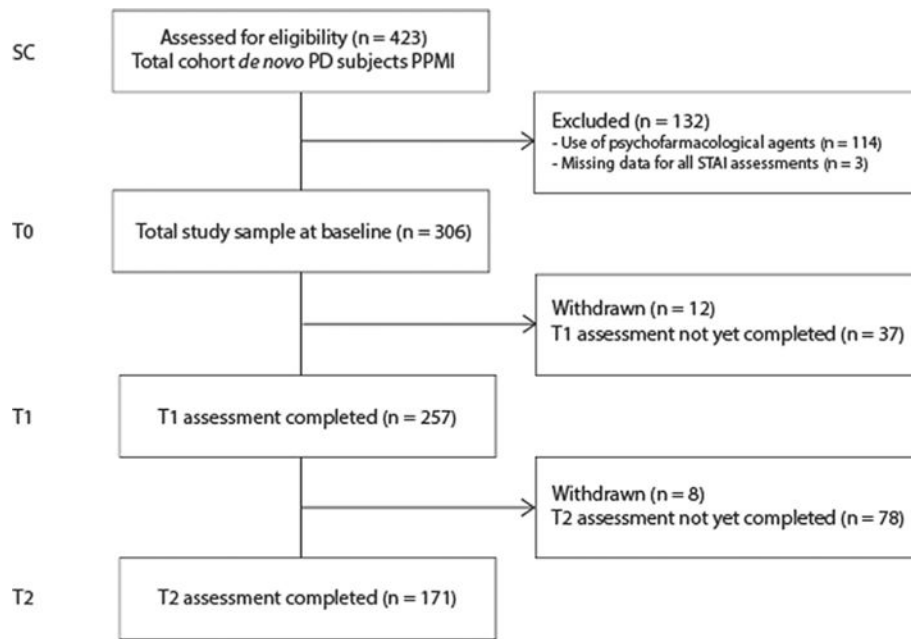 SC
Assessed for eligibility (n = 423)
Total cohort de novo PD subjects PPMI
Excluded (n = 132)
- Use of psychofarmacological agents (n = 114)
- Missing data for all STAI assessments (n = 3)
T0
Total study sample at baseline (n = 306)
Withdrawn (n = 12)
T1 assessment not yet completed (n = 37)
T1
T1 assessment completed (n = 257)
Withdrawn (n = 8)
T2 assessment not yet completed (n = 78)
T2
T2 assessment completed (n = 171)